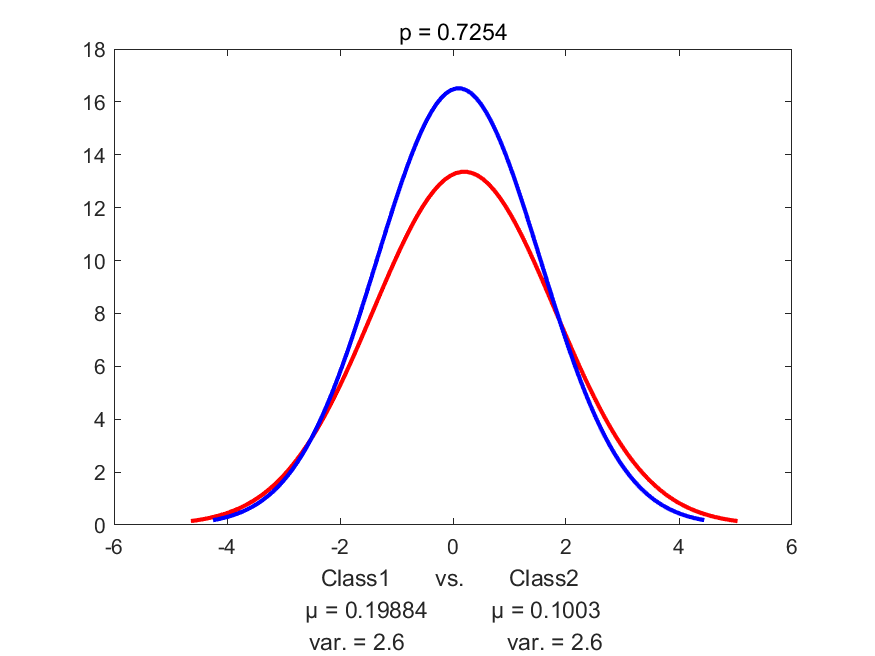 p = 0.7254
18
16
14
12
10
8
6
4
2
0
-6 -4 -2 0 2 4 6
Class1 vs. Class2
μ = 0.19884 μ = 0.1003
var. = 2.6 var. = 2.6